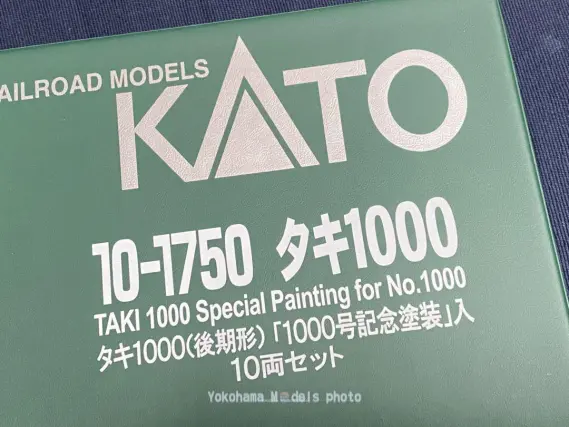 AILROAD MODELS
KATO
10-1750 タキ1000
TAKI 1000 Special Painting for No.1000
タキ1000(後期形)「1000号記念塗装」入
10両セット
Yokohama Models photo